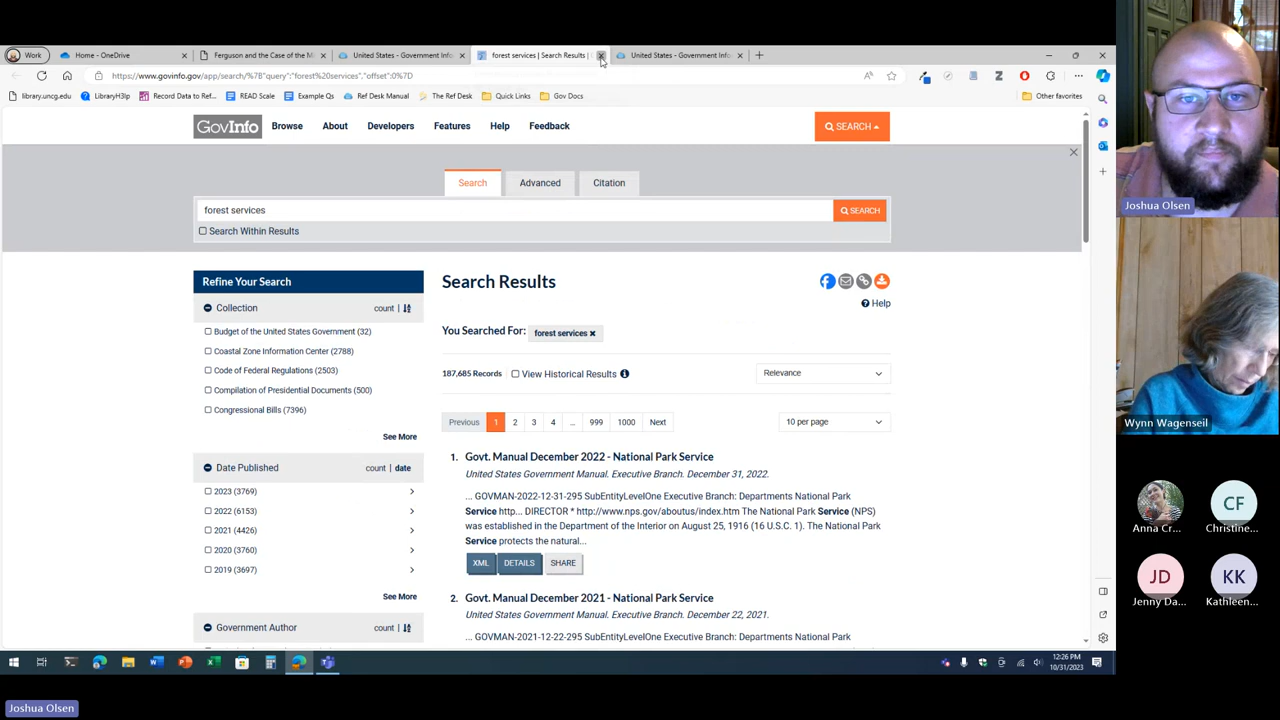 Work
Home - OneDrive
Ferguson and the Case of the M
United States - Government Info
forest services | Search Results |
United States - Government Info
https://www.govinfo.gov/app/search/%7B"query":"forest%20services","offset":0%7D
library.uncg.edu
LibraryH3lp
Record Data to Ref...
READ Scale
Example Qs
Ref Desk Manual
The Ref Desk
Quick Links
Gov Docs
Other favorites
GovInfo
Browse
About
Developers
Features
Help
Feedback
SEARCH
Search
Advanced
Citation
forest services
SEARCH
Search Within Results
Refine Your Search
Collection
count
Budget of the United States Government (32)
Coastal Zone Information Center (2788)
Code of Federal Regulations (2503)
Compilation of Presidential Documents (500)
Congressional Bills (7396)
See More
Date Published
count | date
2023 (3769)
2022 (6153)
2021 (4426)
2020 (3760)
2019 (3697)
See More
Government Author
count
Search Results
Help
You Searched For:
forest services
187,685 Records
View Historical Results
Relevance
Previous 1 2 3 4 ... 999 1000 Next
10 per page
1. Govt. Manual December 2022 - National Park Service
United States Government Manual. Executive Branch. December 31, 2022.
... GOVMAN-2022-12-31-295 SubEntityLevelOne Executive Branch: Departments National Park
Service http... DIRECTOR * http://www.nps.gov/aboutus/index.htm The National Park Service (NPS)
was established in the Department of the Interior on August 25, 1916 (16 U.S.C. 1). The National Park
Service protects the natural...
XML
DETAILS
SHARE
2. Govt. Manual December 2021 - National Park Service
United States Government Manual. Executive Branch. December 22, 2021.
... GOVMAN-2021-12-22-295 SubEntityLevelOne Executive Branch: Departments National Park
12:26 PM
10/31/2023
Joshua Olsen
Wynn Wagenseil
Anna Cr...
CF
Christine...
JD
Jenny Da...
KK
Kathleen...
Joshua Olsen